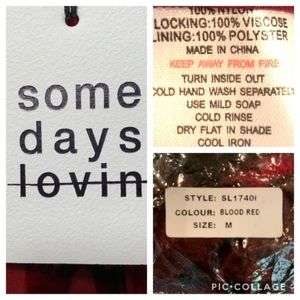 some
days
lovin
100% NYLON
LOCKING:100% VISCOSE
LINING:100% POLYSTER
MADE IN CHINA
KEEP AWAY FROM FIRE
TURN INSIDE OUT
COLD HAND WASH SEPARATELY
USE MILD SOAP
COLD RINSE
DRY FLAT IN SHADE
COOL IRON
STYLE: SL1740I
COLOUR: BLOOD RED
SIZE: M
PIC•COLLAGE